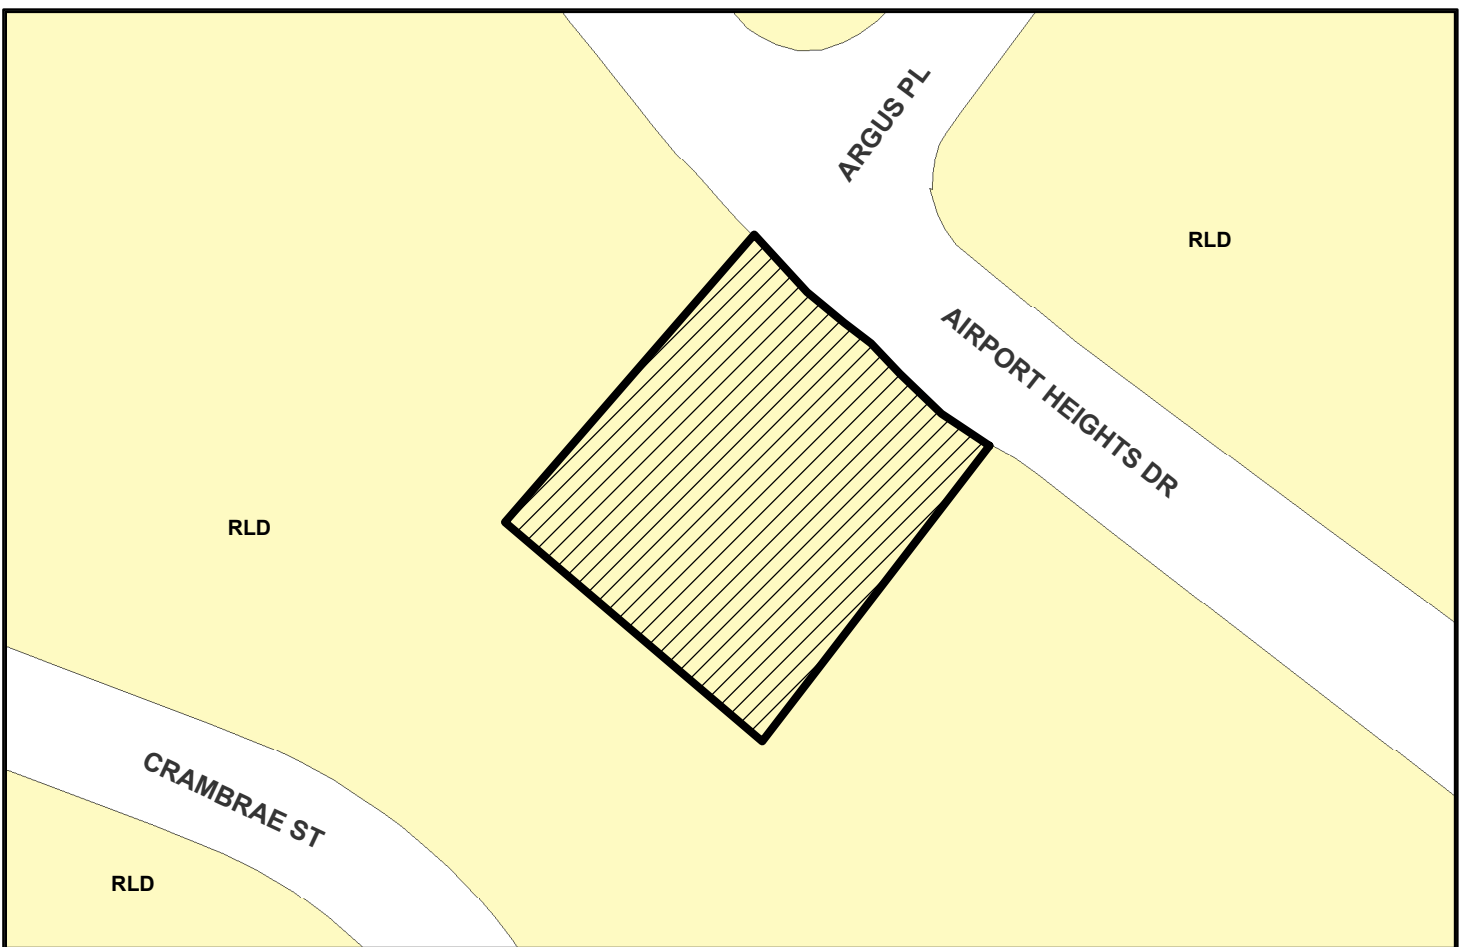 ARGUS PL
RLD
AIRPORT HEIGHTS DR
RLD
CRAMBRAE ST
RLD